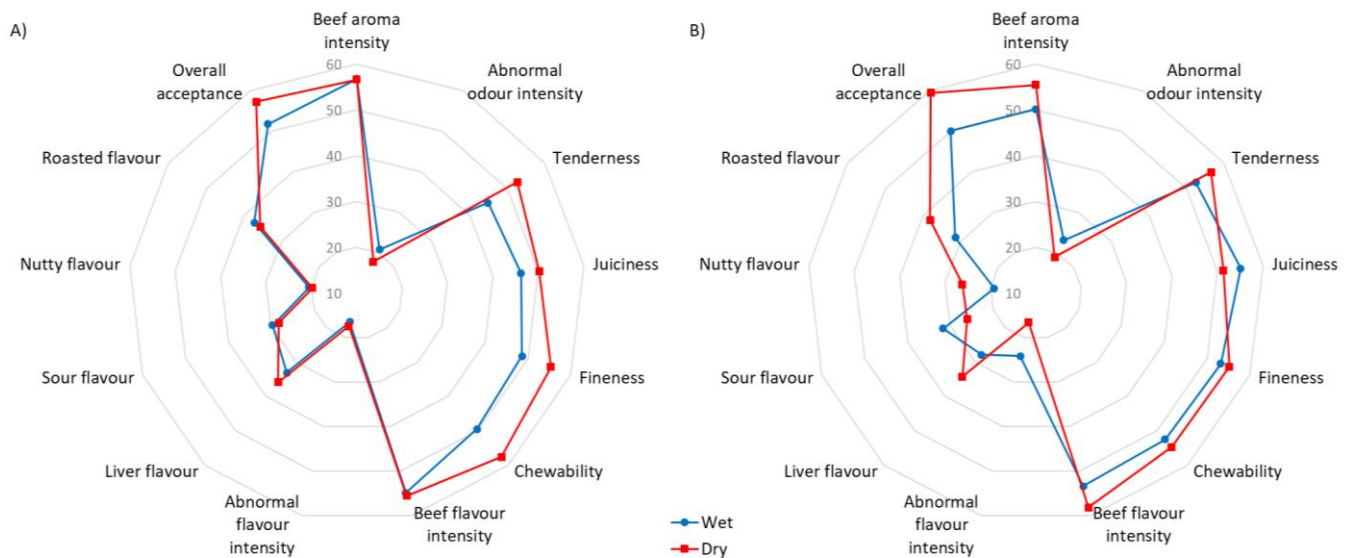 A)
Beef aroma
intensity
Abnormal
odour intensity
Tenderness
Juiciness
Fineness
Chewability
Beef flavour
intensity
Abnormal
flavour
intensity
Liver flavour
Sour flavour
Nutty flavour
Roasted flavour
Overall
acceptance
60
50
40
30
20
10
Wet
Dry
B)
Beef aroma
intensity
Abnormal
odour intensity
Tenderness
Juiciness
Fineness
Chewability
Beef flavour
intensity
Abnormal
flavour
intensity
Liver flavour
Sour flavour
Nutty flavour
Roasted flavour
Overall
acceptance
60
50
40
30
20
10